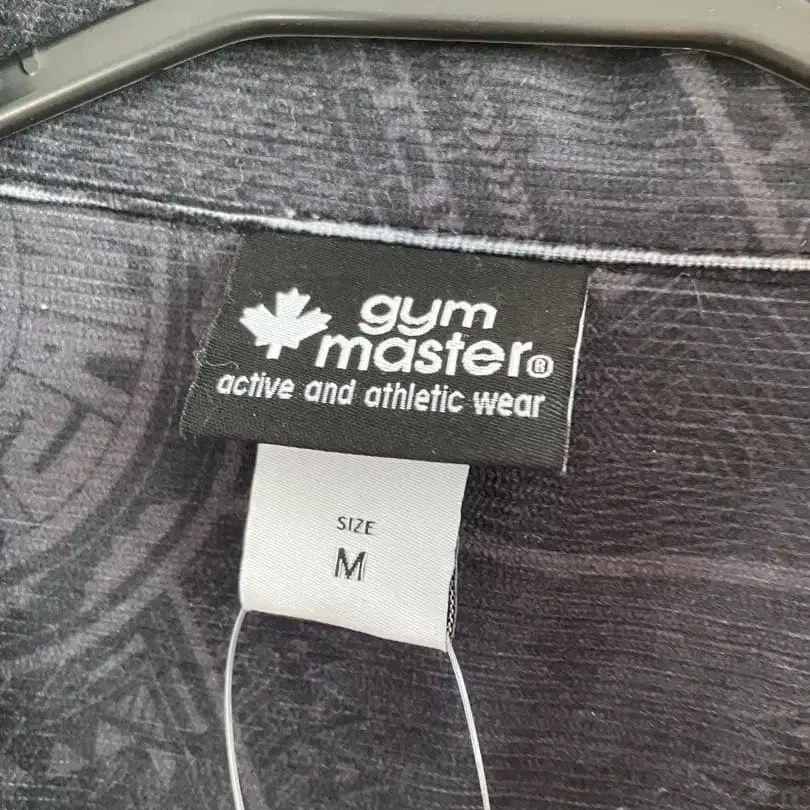 gym
master®
active and athletic wear
SIZE
M